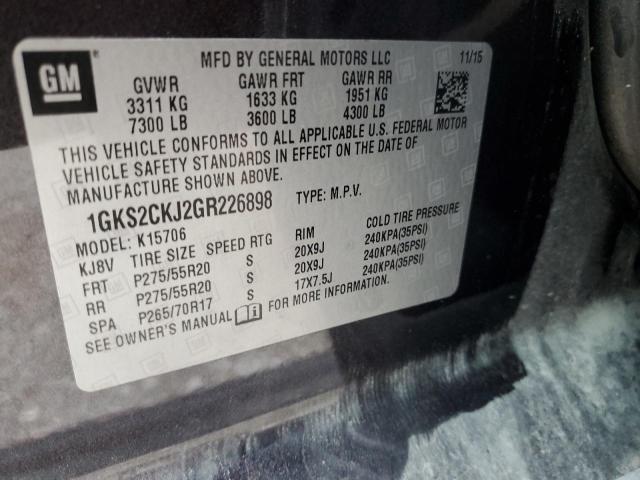 GM
MFD BY GENERAL MOTORS LLC 11/15
GVWR GAWR FRT GAWR RR
3311 KG 1633 KG 1951 KG
7300 LB 3600 LB 4300 LB
THIS VEHICLE CONFORMS TO ALL APPLICABLE U.S. FEDERAL MOTOR
VEHICLE SAFETY STANDARDS IN EFFECT ON THE DATE OF
MANUFACTURE SHOWN ABOVE.
1GKS2CKJ2GR226898 TYPE: M.P.V.
MODEL: K15706
KJ8V TIRE SIZE SPEED RTG RIM COLD TIRE PRESSURE
FRT P275/55R20 S 20X9J 240KPA(35PSI)
RR P275/55R20 S 20X9J 240KPA(35PSI)
SPA P265/70R17 S 17X7.5J 240KPA(35PSI)
SEE OWNER'S MANUAL FOR MORE INFORMATION.